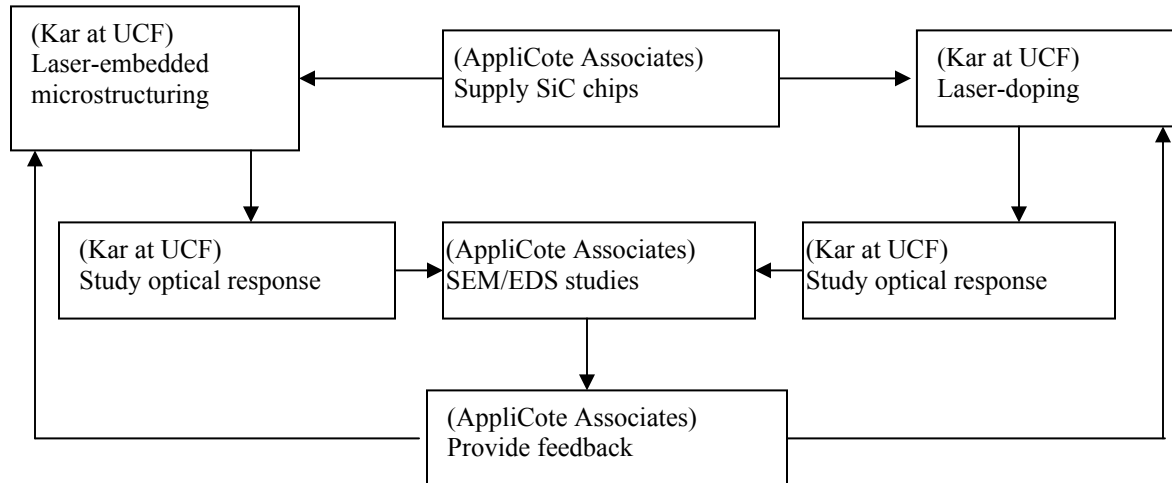 (Kar at UCF)
Laser-embedded
microstructuring
(AppliCote Associates)
Supply SiC chips
(Kar at UCF)
Laser-doping
(Kar at UCF)
Study optical response
(AppliCote Associates)
SEM/EDS studies
(Kar at UCF)
Study optical response
(AppliCote Associates)
Provide feedback